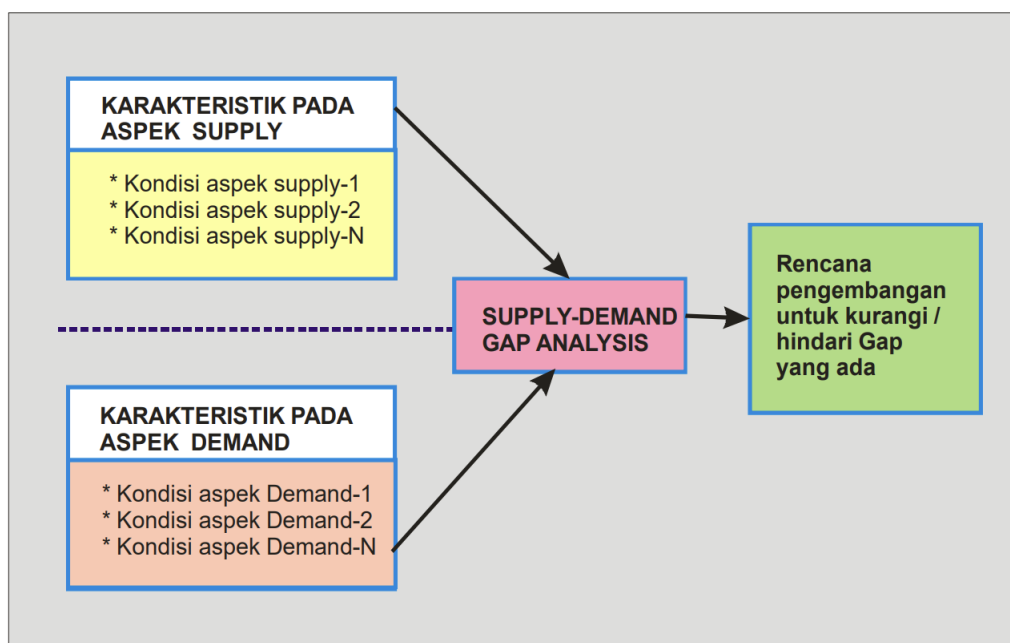 KARAKTERISTIK PADA
ASPEK SUPPLY
* Kondisi aspek supply-1
* Kondisi aspek supply-2
* Kondisi aspek supply-N
SUPPLY-DEMAND
GAP ANALYSIS
Rencana
pengembangan
untuk kurangi /
hindari Gap
yang ada
KARAKTERISTIK PADA
ASPEK DEMAND
* Kondisi aspek Demand-1
* Kondisi aspek Demand-2
* Kondisi aspek Demand-N